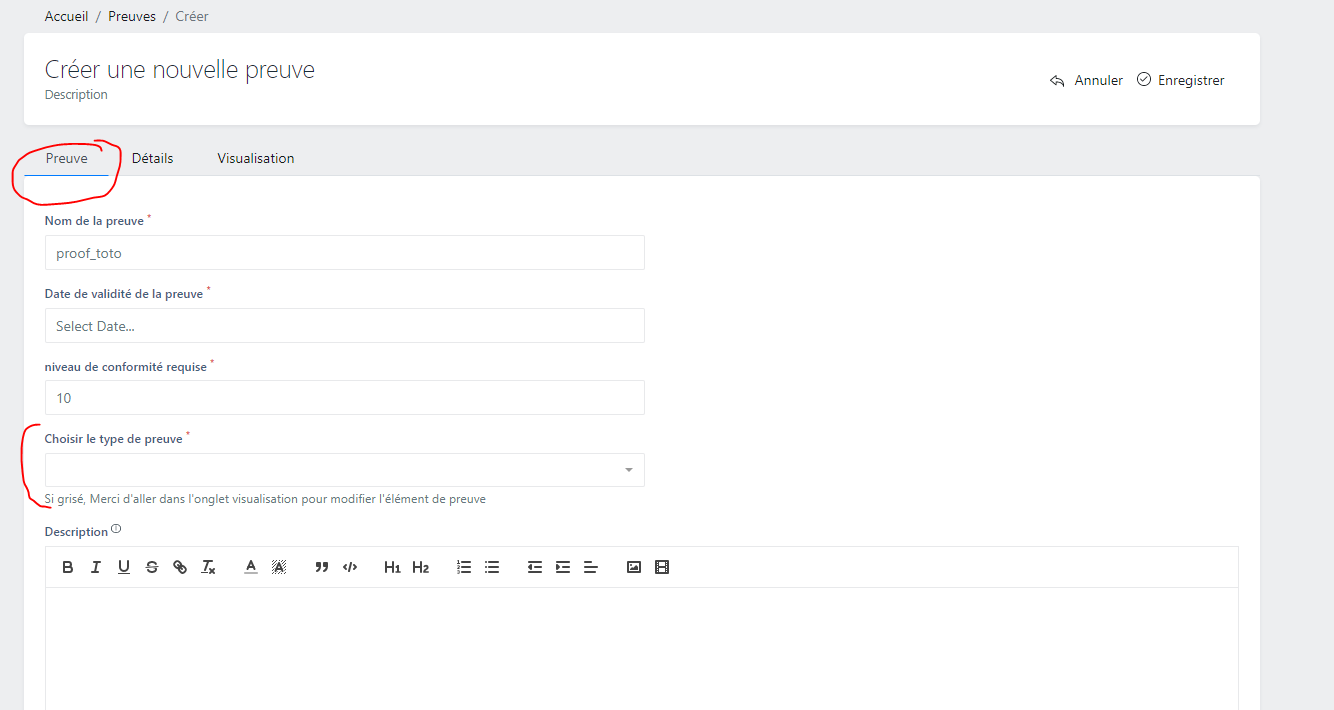 Accueil / Preuves / Créer
Créer une nouvelle preuve
Description
Annuler Enregistrer
Preuve Détails Visualisation
Nom de la preuve *
proof_toto
Date de validité de la preuve *
Select Date...
niveau de conformité requise *
10
Choisir le type de preuve *
Si grisé, Merci d'aller dans l'onglet visualisation pour modifier l'élément de preuve
Description
B I U S Tx A A H1 H2